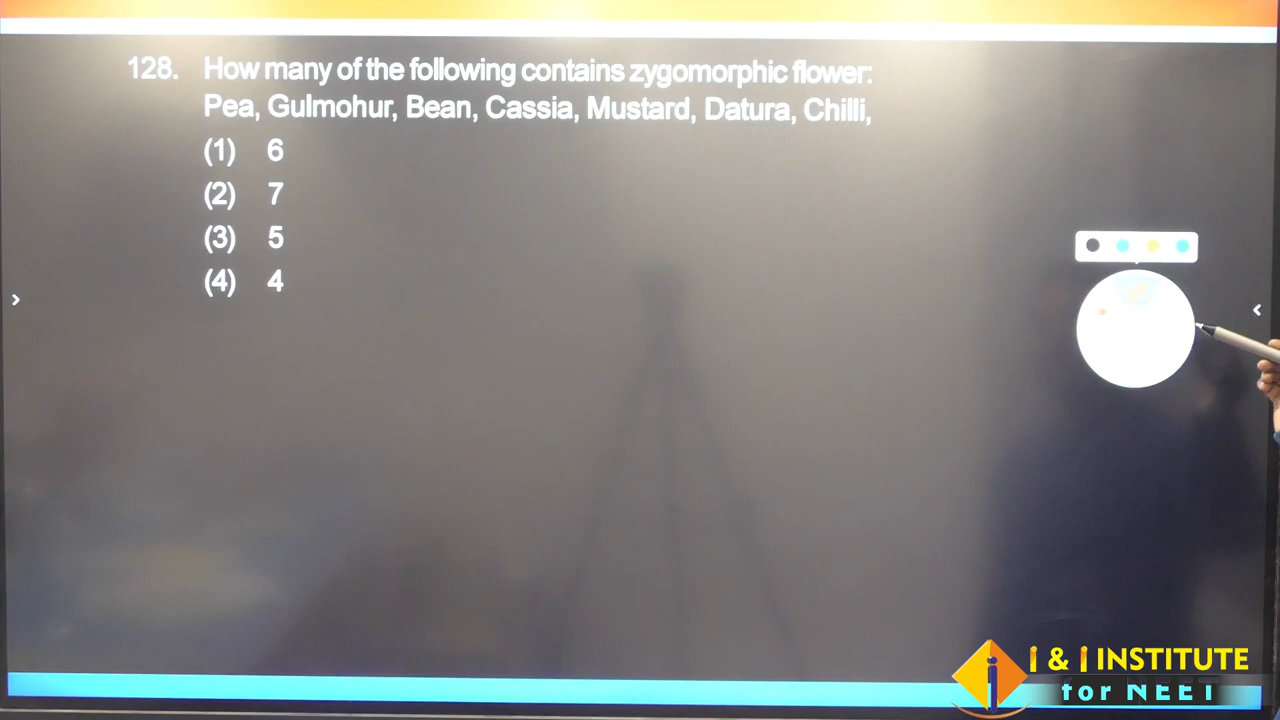 128. How many of the following contains zygomorphic flower:
Pea, Gulmohur, Bean, Cassia, Mustard, Datura, Chilli,
(1) 6
(2) 7
(3) 5
(4) 4
i & i INSTITUTE
for NEET